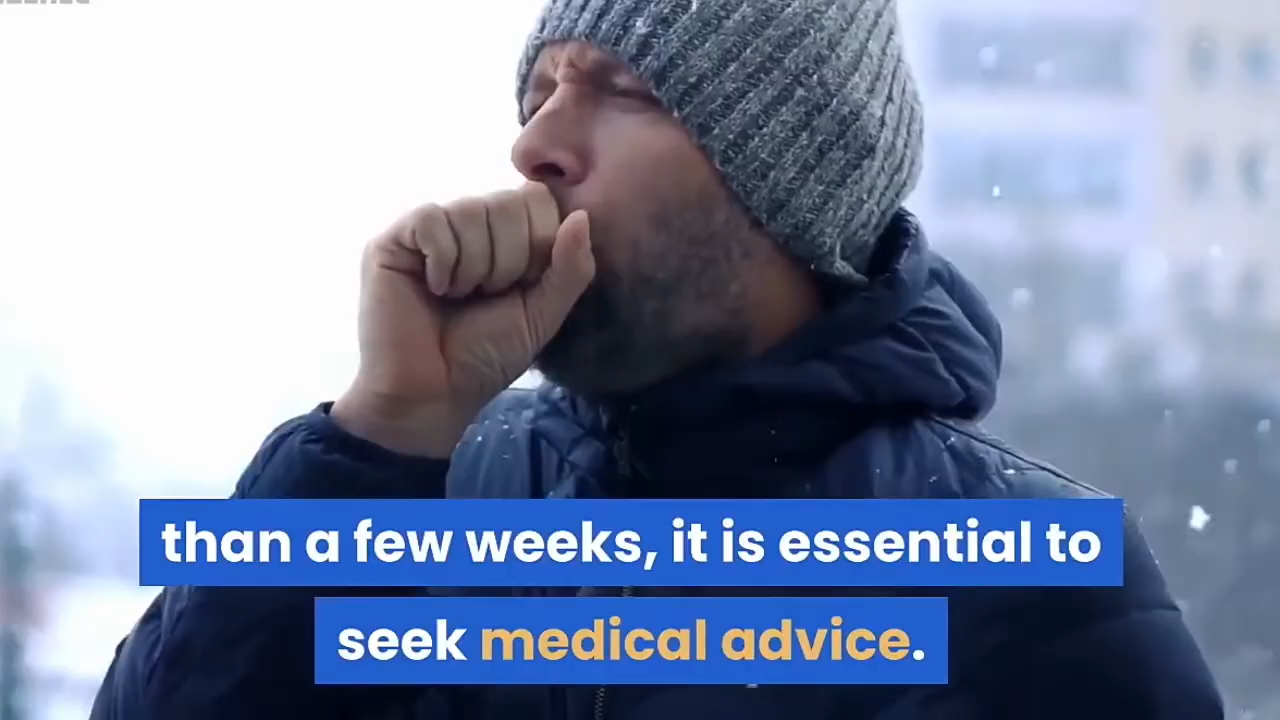 than a few weeks, it is essential to
seek medical advice.